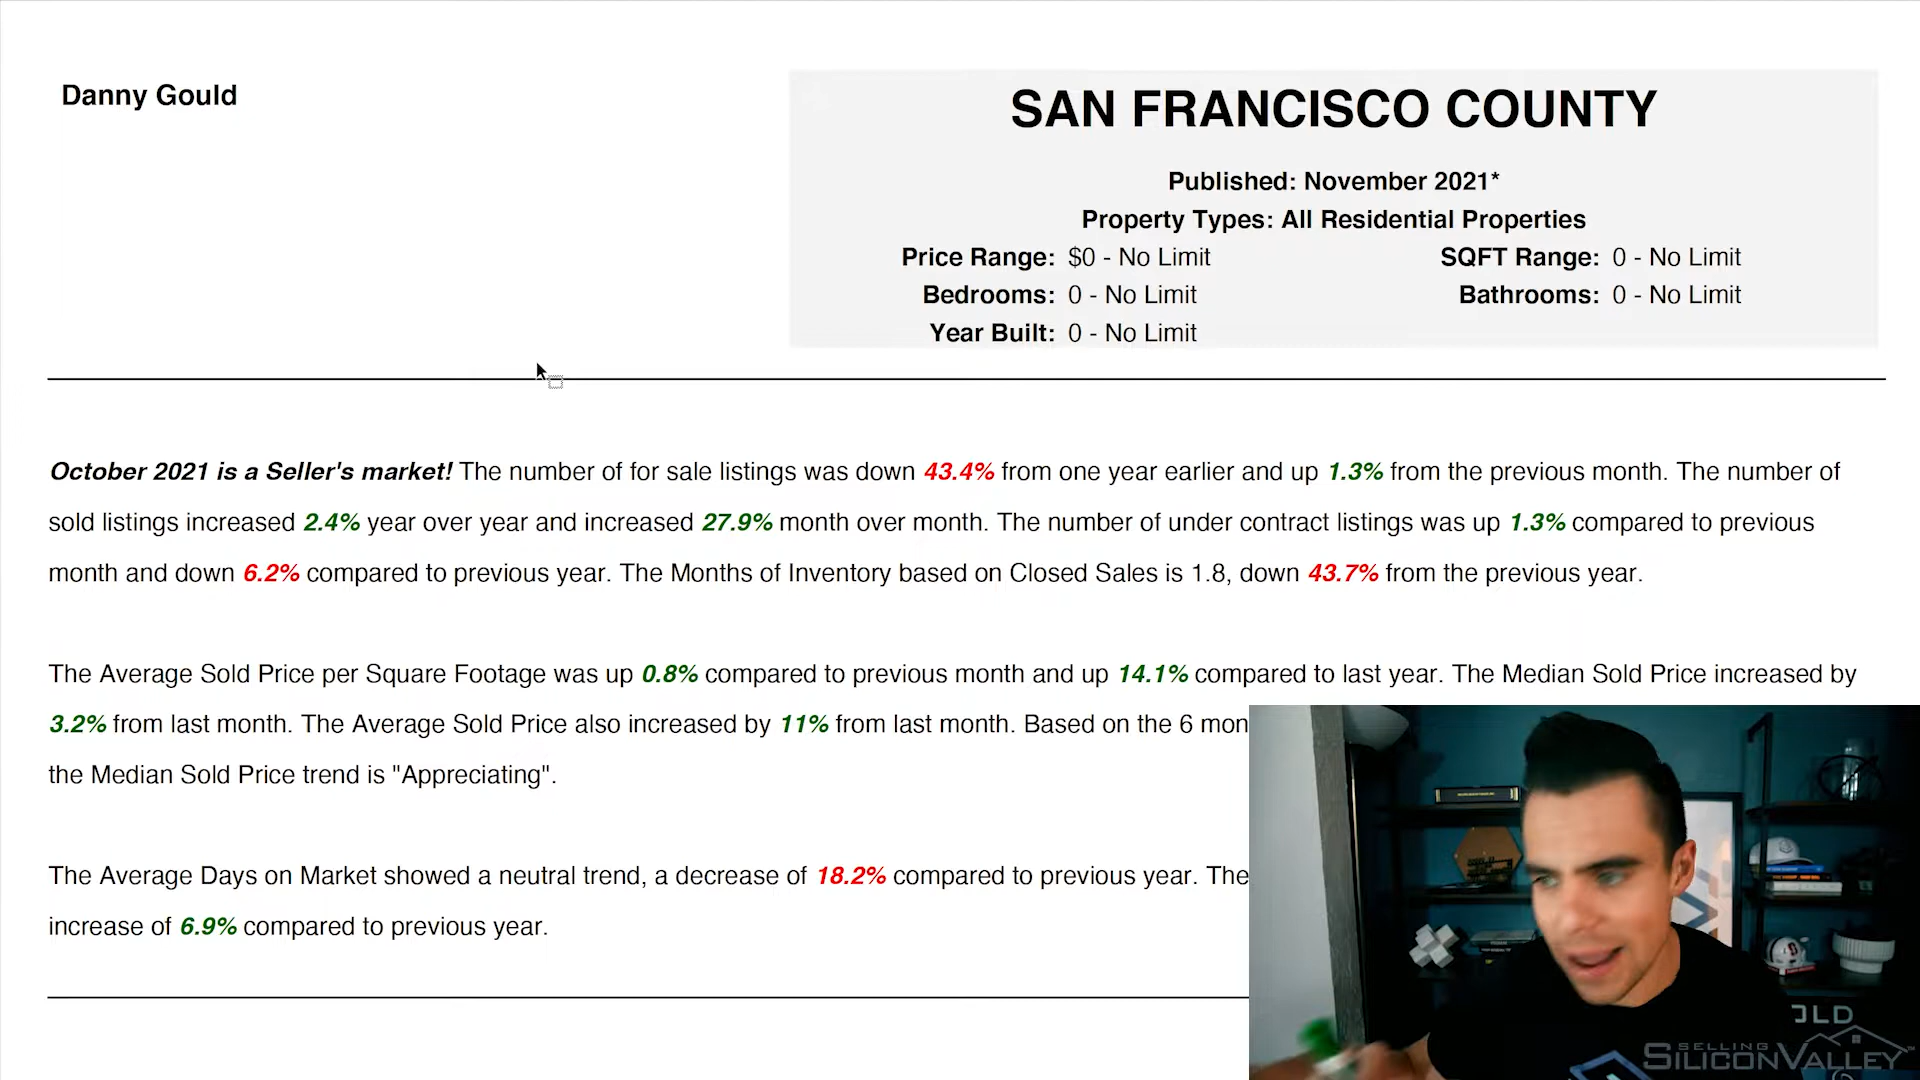 Danny Gould
SAN FRANCISCO COUNTY
Published: November 2021*
Property Types: All Residential Properties
Price Range: $0 - No Limit SQFT Range: 0 - No Limit
Bedrooms: 0 - No Limit Bathrooms: 0 - No Limit
Year Built: 0 - No Limit
October 2021 is a Seller's market! The number of for sale listings was down 43.4% from one year earlier and up 1.3% from the previous month. The number of
sold listings increased 2.4% year over year and increased 27.9% month over month. The number of under contract listings was up 1.3% compared to previous
month and down 6.2% compared to previous year. The Months of Inventory based on Closed Sales is 1.8, down 43.7% from the previous year.
The Average Sold Price per Square Footage was up 0.8% compared to previous month and up 14.1% compared to last year. The Median Sold Price increased by
3.2% from last month. The Average Sold Price also increased by 11% from last month. Based on the 6 mon
the Median Sold Price trend is "Appreciating".
The Average Days on Market showed a neutral trend, a decrease of 18.2% compared to previous year. The
increase of 6.9% compared to previous year.
SELLING
SILICONVALLEY™